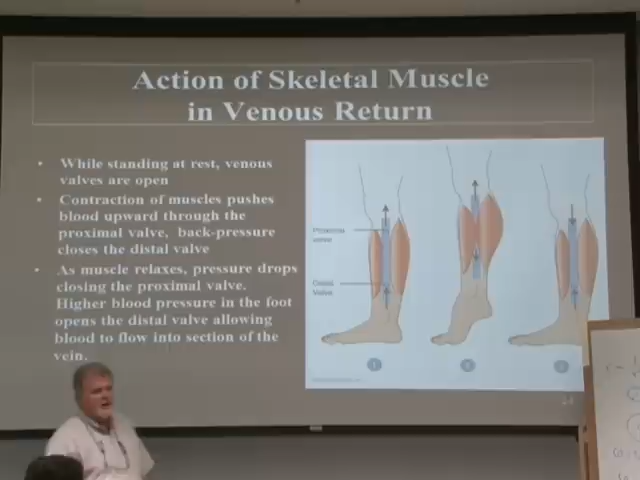 Action of Skeletal Muscle
in Venous Return
• While standing at rest, venous
valves are open
• Contraction of muscles pushes
blood upward through the
proximal valve, back-pressure
closes the distal valve
• As muscle relaxes, pressure drops
closing the proximal valve.
Higher blood pressure in the foot
opens the distal valve allowing
blood to flow into section of the
vein.
Proximal
valve
Distal
Valve
1